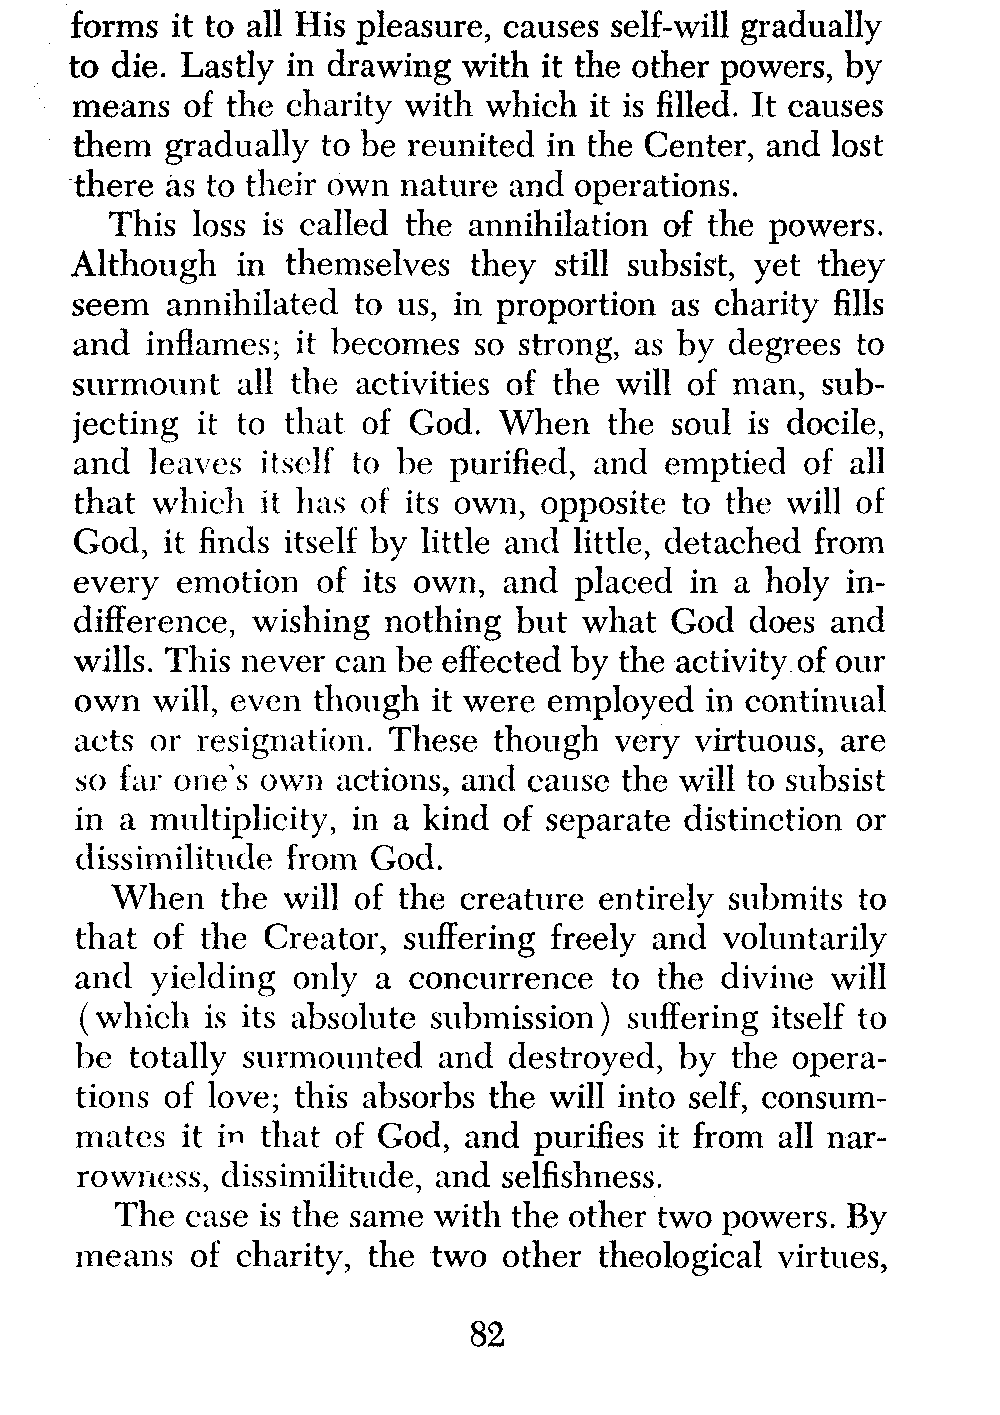 forms it to all His pleasure, causes self-will gradually
to die. Lastly in drawing with it the other powers, by
means of the charity with which it is filled. It causes
them gradually to be reunited in the Center, and lost
there as to their own nature and operations.
This loss is called the annihilation of the powers.
Although in themselves they still subsist, yet they
seem annihilated to us, in proportion as charity fills
and inflames; it becomes so strong, as by degrees to
surmount all the activities of the will of man, sub-
jecting it to that of God. When the soul is docile,
and leaves itself to be purified, and emptied of all
that which it has of its own, opposite to the will of
God, it finds itself by little and little, detached from
every emotion of its own, and placed in a holy in-
difference, wishing nothing but what God does and
wills. This never can be effected by the activity of our
own will, even though it were employed in continual
acts or resignation. These though very virtuous, are
so far one's own actions, and cause the will to subsist
in a multiplicity, in a kind of separate distinction or
dissimilitude from God.
When the will of the creature entirely submits to
that of the Creator, suffering freely and voluntarily
and yielding only a concurrence to the divine will
(which is its absolute submission) suffering itself to
be totally surmounted and destroyed, by the opera-
tions of love; this absorbs the will into self, consum-
mates it in that of God, and purifies it from all nar-
rowness, dissimilitude, and selfishness.
The case is the same with the other two powers. By
means of charity, the two other theological virtues,
82